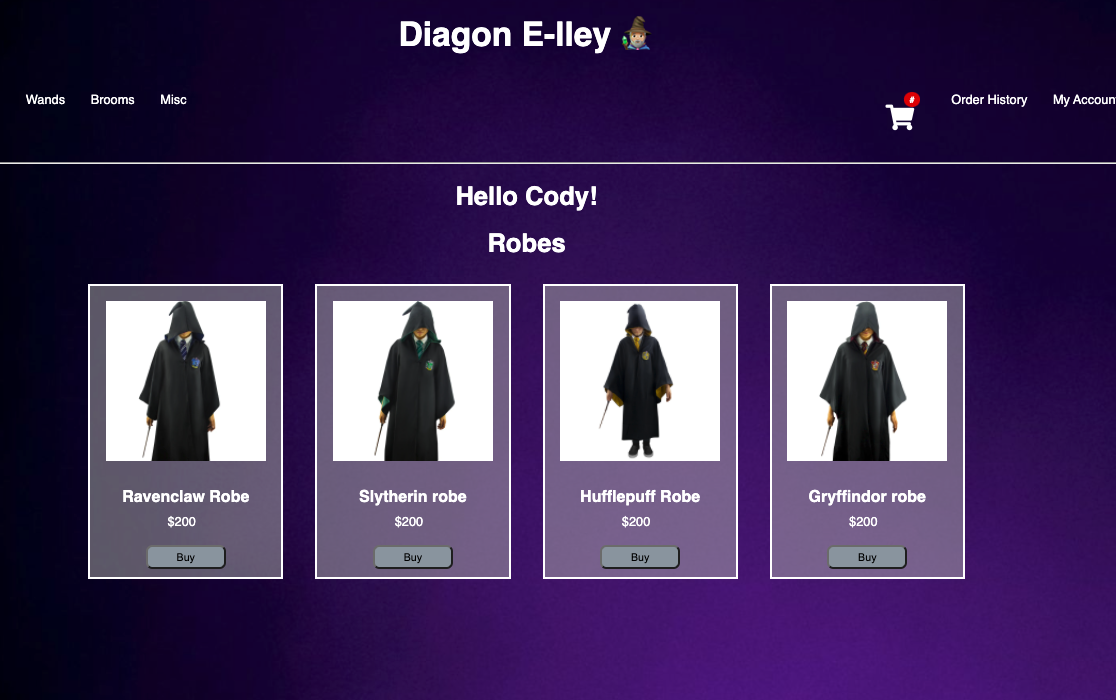 Diagon E-lley 🧙
Wands Brooms Misc # Order History My Accoun
Hello Cody!
Robes
Ravenclaw Robe Slytherin robe Hufflepuff Robe Gryffindor robe
$200 $200 $200 $200
Buy Buy Buy Buy